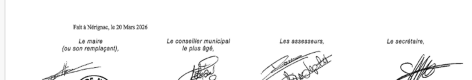 Fait à Nérignac, le 20 Mars 2026
Le maire
(ou son remplaçant),
Le conseiller municipal
le plus âgé,
Les assesseurs,
Le secrétaire,